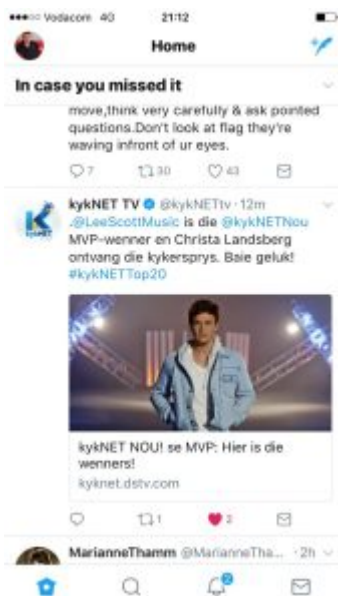 Vodacom 4G 21:12
Home
In case you missed it
move,think very carefully & ask pointed
questions.Don't look at flag they're
waving infront of ur eyes.
7 30 43
kykNET TV @kykNETtv · 12m
.@LeeScottMusic is die @kykNETNou
MVP-wenner en Christa Landsberg
ontvang die kykersprys. Baie geluk!
#kykNETTop20
kykNET NOU! se MVP: Hier is die
wenners!
kyknet.dstv.com
1 2
MarianneThamm @MarianneTha... · 2h
2